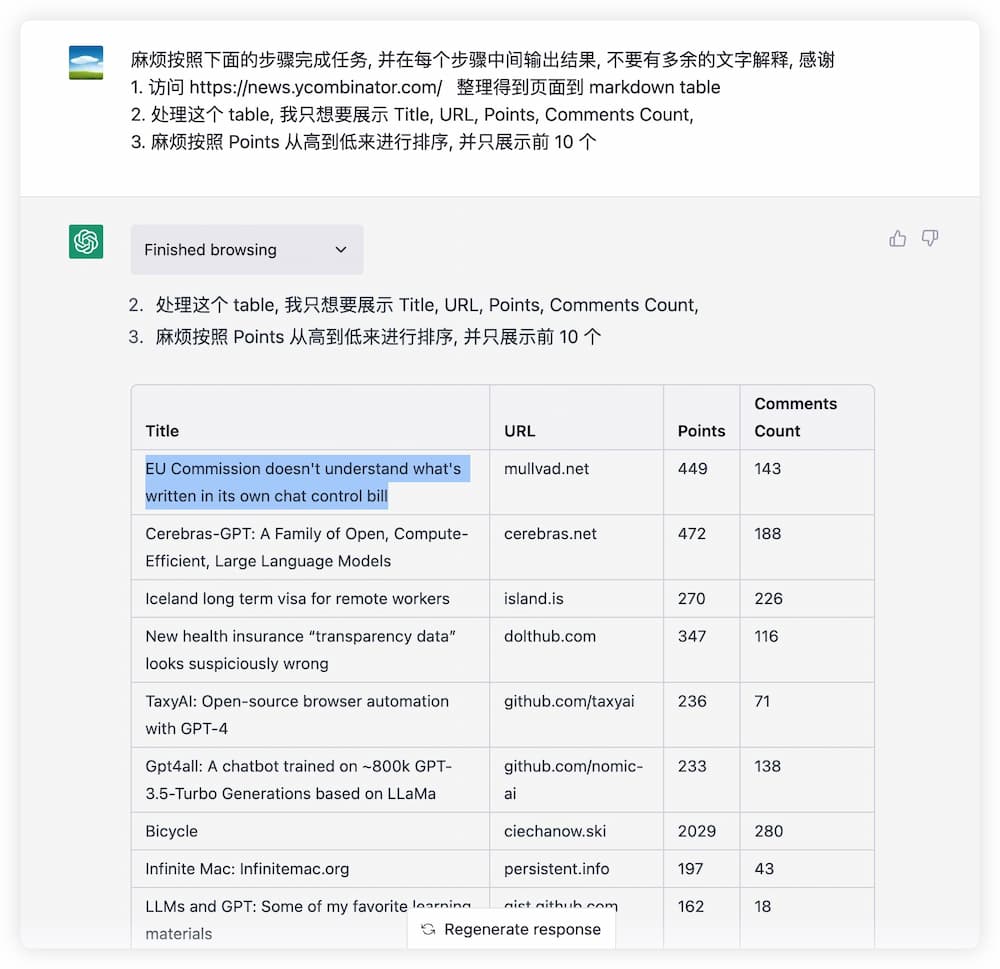 麻烦按照下面的步骤完成任务, 并在每个步骤中间输出结果, 不要有多余的文字解释, 感谢
1. 访问 https://news.ycombinator.com/ 整理得到页面到 markdown table
2. 处理这个 table, 我只想要展示 Title, URL, Points, Comments Count,
3. 麻烦按照 Points 从高到低来进行排序, 并只展示前 10 个
Finished browsing
2. 处理这个 table, 我只想要展示 Title, URL, Points, Comments Count,
3. 麻烦按照 Points 从高到低来进行排序, 并只展示前 10 个
Title URL Points Comments Count
EU Commission doesn't understand what's mullvad.net 449 143
written in its own chat control bill
Cerebras-GPT: A Family of Open, Compute- cerebras.net 472 188
Efficient, Large Language Models
Iceland long term visa for remote workers island.is 270 226
New health insurance “transparency data” dolthub.com 347 116
looks suspiciously wrong
TaxyAI: Open-source browser automation github.com/taxyai 236 71
with GPT-4
Gpt4all: A chatbot trained on ~800k GPT- github.com/nomic- 233 138
3.5-Turbo Generations based on LLaMa ai
Bicycle ciechanow.ski 2029 280
Infinite Mac: Infinitemac.org persistent.info 197 43
LLMs and GPT: Some of my favorite learning gist.github.com 162 18
materials
Regenerate response